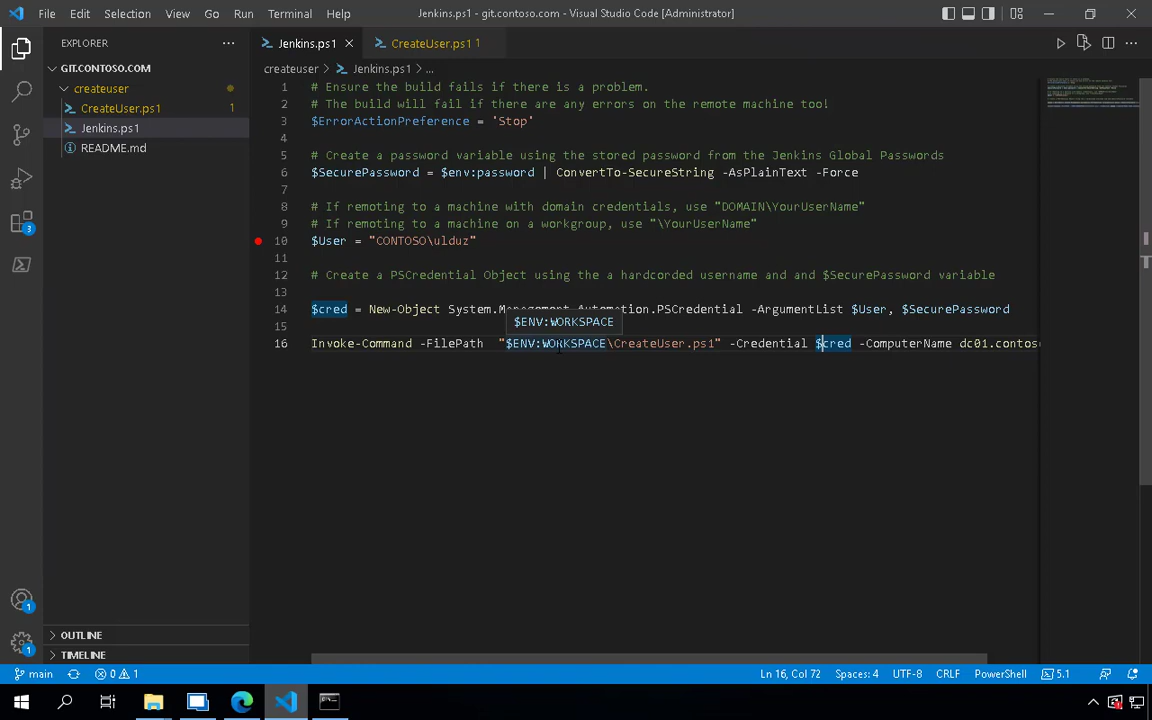 File Edit Selection View Go Run Terminal Help
Jenkins.ps1 - git.contoso.com - Visual Studio Code [Administrator]
EXPLORER
GIT.CONTOSO.COM
createuser
CreateUser.ps1 1
Jenkins.ps1
README.md
OUTLINE
TIMELINE
3
1
1
Jenkins.ps1
CreateUser.ps1 1
createuser > Jenkins.ps1 > ...
1 # Ensure the build fails if there is a problem.
2 # The build will fail if there are any errors on the remote machine too!
3 $ErrorActionPreference = 'Stop'
4
5 # Create a password variable using the stored password from the Jenkins Global Passwords
6 $SecurePassword = $env:password | ConvertTo-SecureString -AsPlainText -Force
7
8 # If remoting to a machine with domain credentials, use "DOMAIN\YourUserName"
9 # If remoting to a machine on a workgroup, use "\YourUserName"
10 $User = "CONTOSO\ulduz"
11
12 # Create a PSCredential Object using the a hardcorded username and and $SecurePassword variable
13
14 $cred = New-Object System.Management.Automation.PSCredential -ArgumentList $User, $SecurePassword
15
$ENV:WORKSPACE
16 Invoke-Command -FilePath "$ENV:WORKSPACE\CreateUser.ps1" -Credential $cred -ComputerName dc01.contoso
main
0 1
Ln 16, Col 72
Spaces: 4
UTF-8
CRLF
PowerShell
5.1